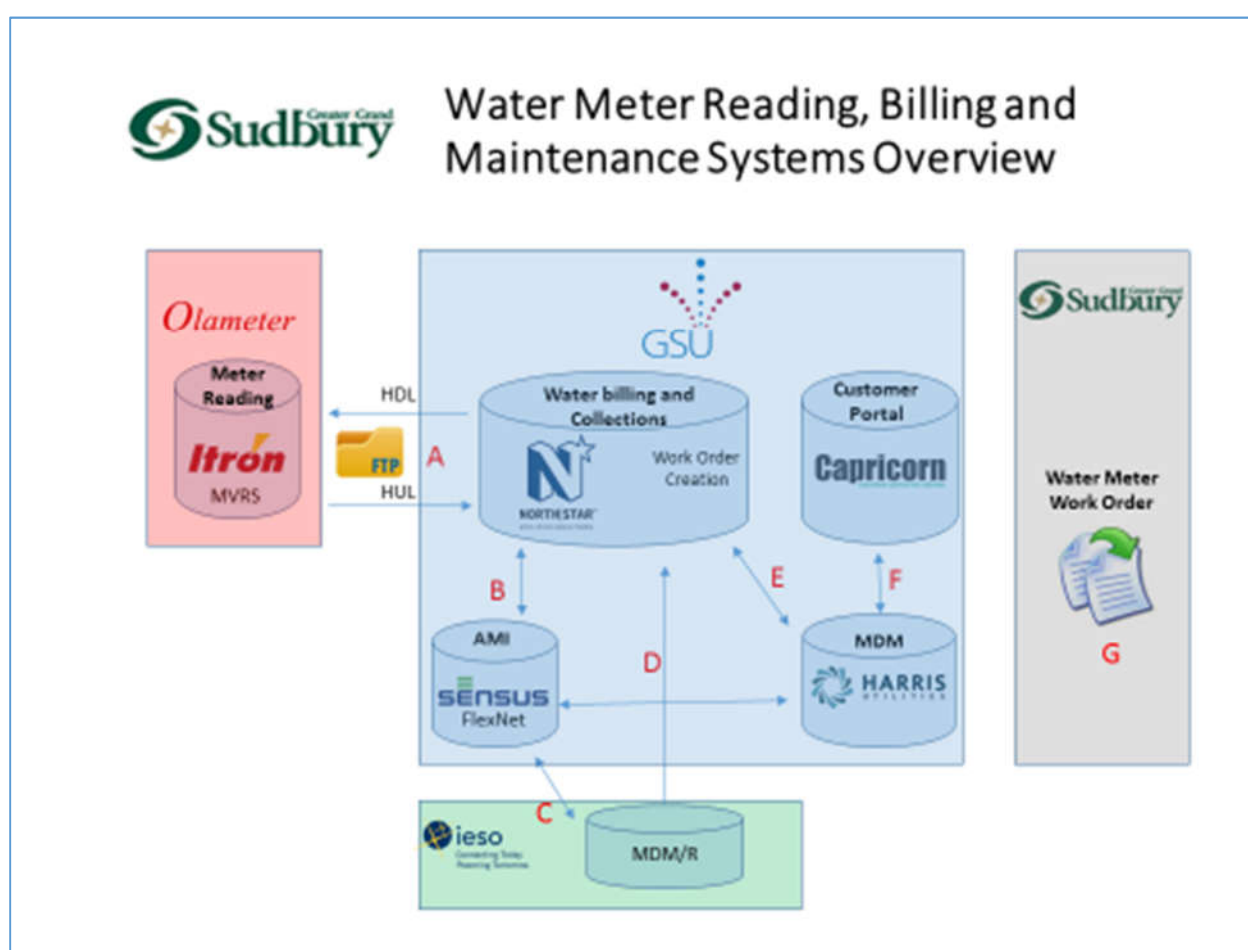 Greater Grand
Sudbury
Water Meter Reading, Billing and
Maintenance Systems Overview
Olameter
Meter
Reading
Itron
MVRS
HDL
FTP
A
HUL
GSU
Water billing and
Collections
Work Order
Creation
NORTHSTAR
Customer
Portal
Capricorn
B
E
F
AMI
sensus
FlexNet
D
MDM
HARRIS
UTILITIES
C
ieso
Connecting Today.
Powering Tomorrow.
MDM/R
Greater Grand
Sudbury
Water Meter
Work Order
G